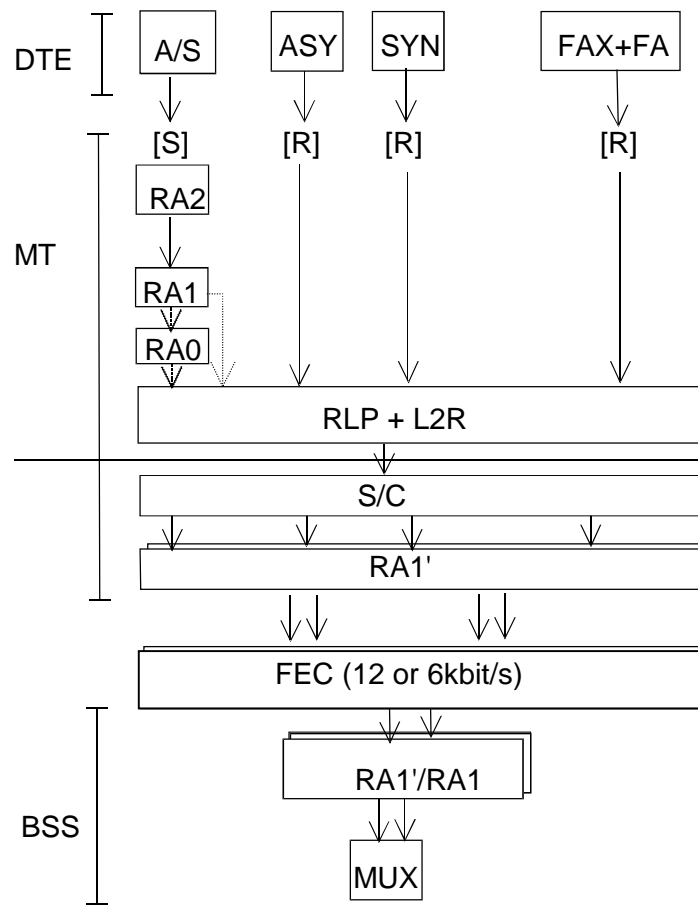 DTE
A/S
ASY
SYN
FAX+FA
[S]
[R]
[R]
[R]
RA2
MT
RA1
RA0
RLP + L2R
S/C
RA1'
FEC (12 or 6kbit/s)
RA1'/RA1
BSS
MUX